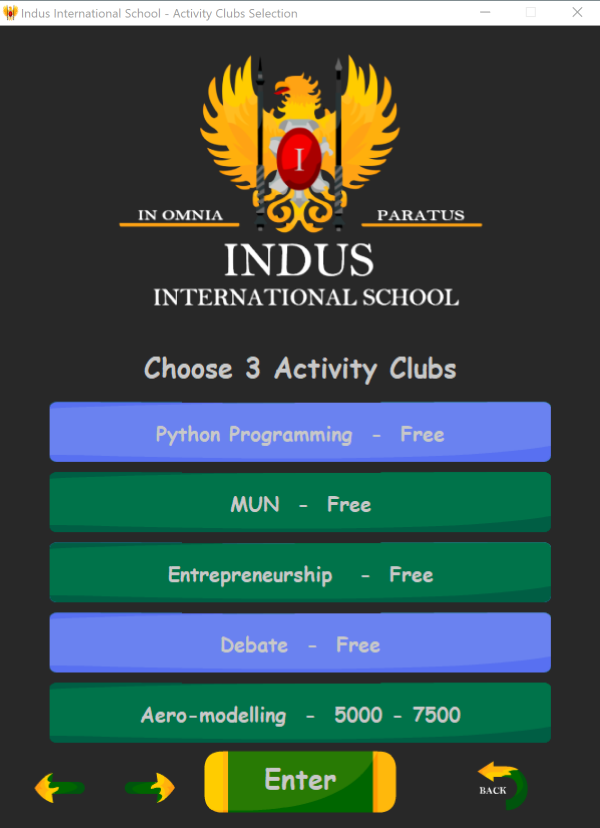 Indus International School - Activity Clubs Selection
I
IN OMNIA PARATUS
INDUS
INTERNATIONAL SCHOOL
Choose 3 Activity Clubs
Python Programming - Free
MUN - Free
Entrepreneurship - Free
Debate - Free
Aero-modelling - 5000 - 7500
Enter
BACK